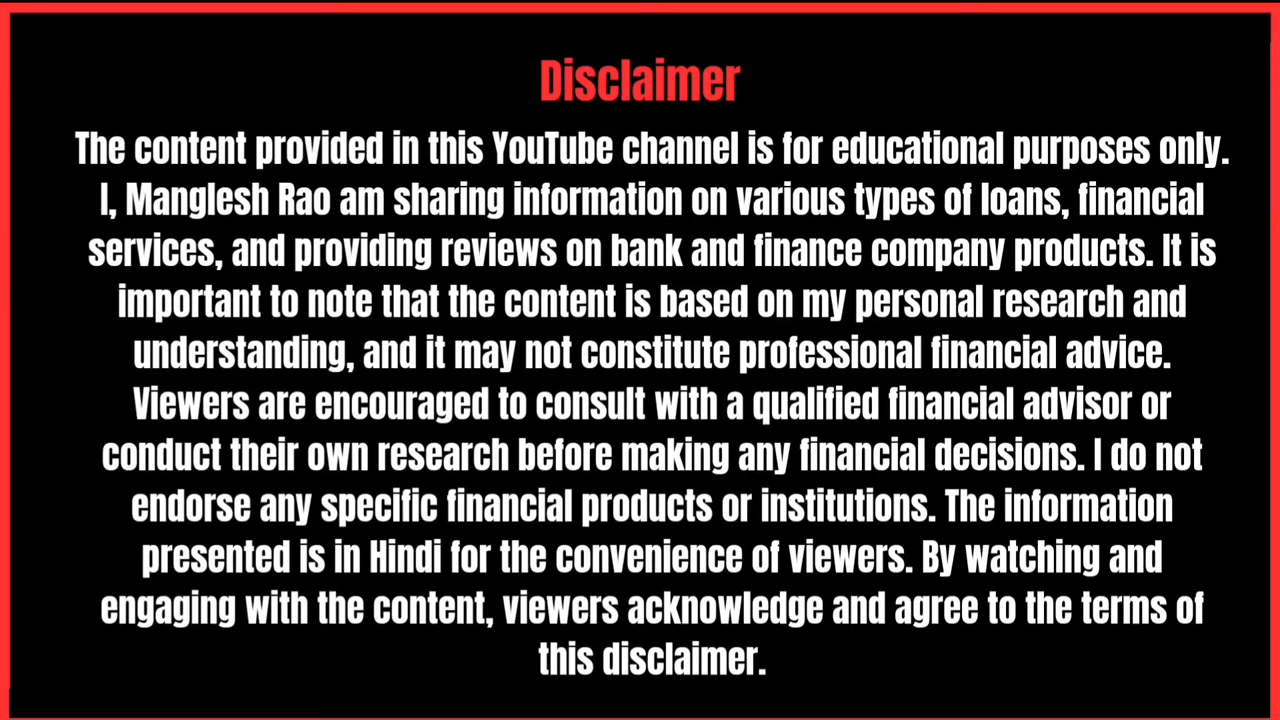 Disclaimer
The content provided in this YouTube channel is for educational purposes only.
I, Manglesh Rao am sharing information on various types of loans, financial
services, and providing reviews on bank and finance company products. It is
important to note that the content is based on my personal research and
understanding, and it may not constitute professional financial advice.
Viewers are encouraged to consult with a qualified financial advisor or
conduct their own research before making any financial decisions. I do not
endorse any specific financial products or institutions. The information
presented is in Hindi for the convenience of viewers. By watching and
engaging with the content, viewers acknowledge and agree to the terms of
this disclaimer.